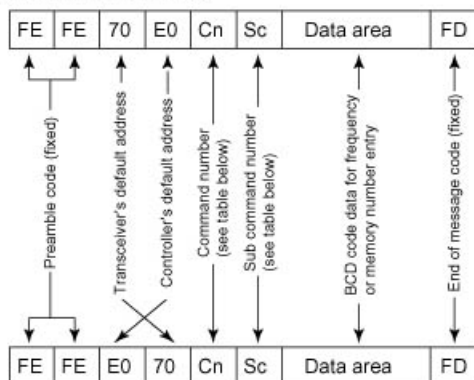 FE FE 70 E0 Cn Sc Data area FD
Preamble code (fixed)
Transceiver's default address
Controller's default address
Command number
(see table below)
Sub command number
(see table below)
BCD code data for frequency
or memory number entry
End of message code (fixed)
FE FE E0 70 Cn Sc Data area FD